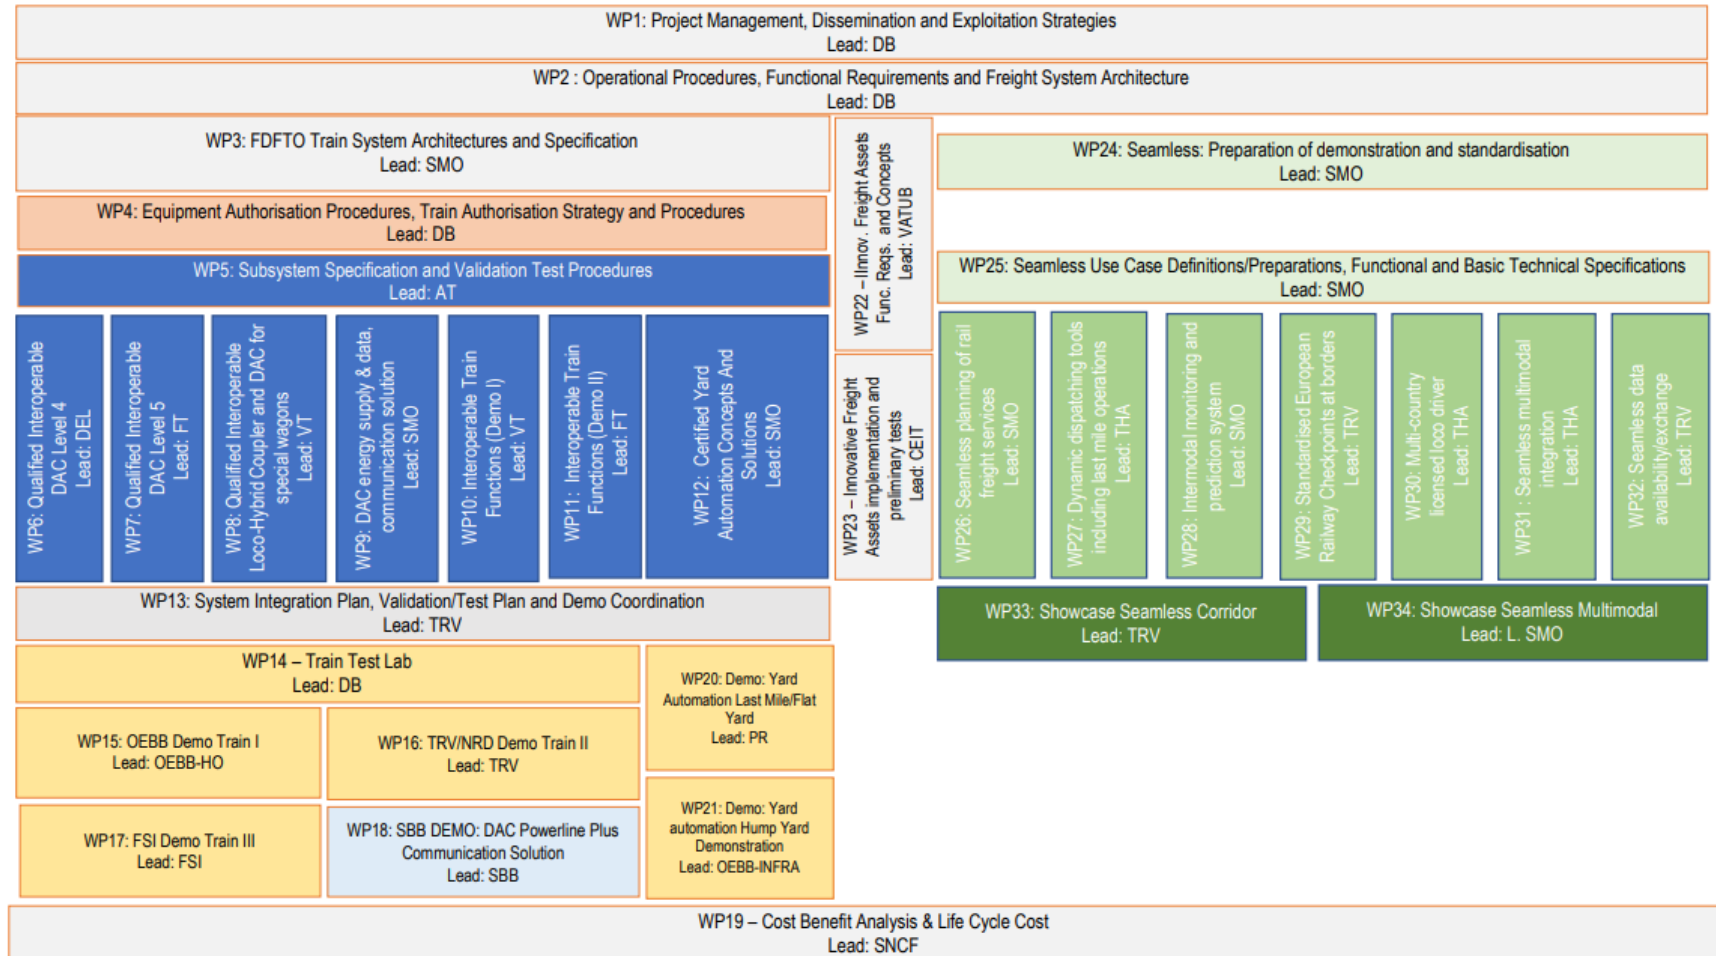 WP1: Project Management, Dissemination and Exploitation Strategies
Lead: DB
WP2 : Operational Procedures, Functional Requirements and Freight System Architecture
Lead: DB
WP3: FDFTO Train System Architectures and Specification
Lead: SMO
WP4: Equipment Authorisation Procedures, Train Authorisation Strategy and Procedures
Lead: DB
WP5: Subsystem Specification and Validation Test Procedures
Lead: AT
WP6: Qualified Interoperable
DAC Level 4
Lead: DEL
WP7: Qualified Interoperable
DAC Level 5
Lead: FT
WP8: Qualified Interoperable
Loco-Hybrid Coupler and DAC for
special wagons
Lead: VT
WP9: DAC energy supply & data,
communication solution
Lead: SMO
WP10: Interoperable Train
Functions (Demo I)
Lead: VT
WP11: Interoperable Train
Functions (Demo II)
Lead: FT
WP12: Certified Yard
Automation Concepts And
Solutions
Lead: SMO
WP22 –IInnov. Freight Assets
Func. Reqs. and Concepts
Lead: VATUB
WP23 – Innovative Freight
Assets implementation and
preliminary tests
Lead: CEIT
WP24: Seamless: Preparation of demonstration and standardisation
Lead: SMO
WP25: Seamless Use Case Definitions/Preparations, Functional and Basic Technical Specifications
Lead: SMO
WP26: Seamless planning of rail
freight services
Lead: SMO
WP27: Dynamic dispatching tools
including last mile operations
Lead: THA
WP28: Intermodal monitoring and
prediction system
Lead: SMO
WP29: Standardised European
Railway Checkpoints at borders
Lead: TRV
WP30: Multi-country
licensed loco driver
Lead: THA
WP31 : Seamless multimodal
integration
Lead: THA
WP32: Seamless data
availability/exchange
Lead: TRV
WP13: System Integration Plan, Validation/Test Plan and Demo Coordination
Lead: TRV
WP33: Showcase Seamless Corridor
Lead: TRV
WP34: Showcase Seamless Multimodal
Lead: L. SMO
WP14 – Train Test Lab
Lead: DB
WP15: OEBB Demo Train I
Lead: OEBB-HO
WP16: TRV/NRD Demo Train II
Lead: TRV
WP17: FSI Demo Train III
Lead: FSI
WP18: SBB DEMO: DAC Powerline Plus
Communication Solution
Lead: SBB
WP20: Demo: Yard
Automation Last Mile/Flat
Yard
Lead: PR
WP21: Demo: Yard
automation Hump Yard
Demonstration
Lead: OEBB-INFRA
WP19 – Cost Benefit Analysis & Life Cycle Cost
Lead: SNCF